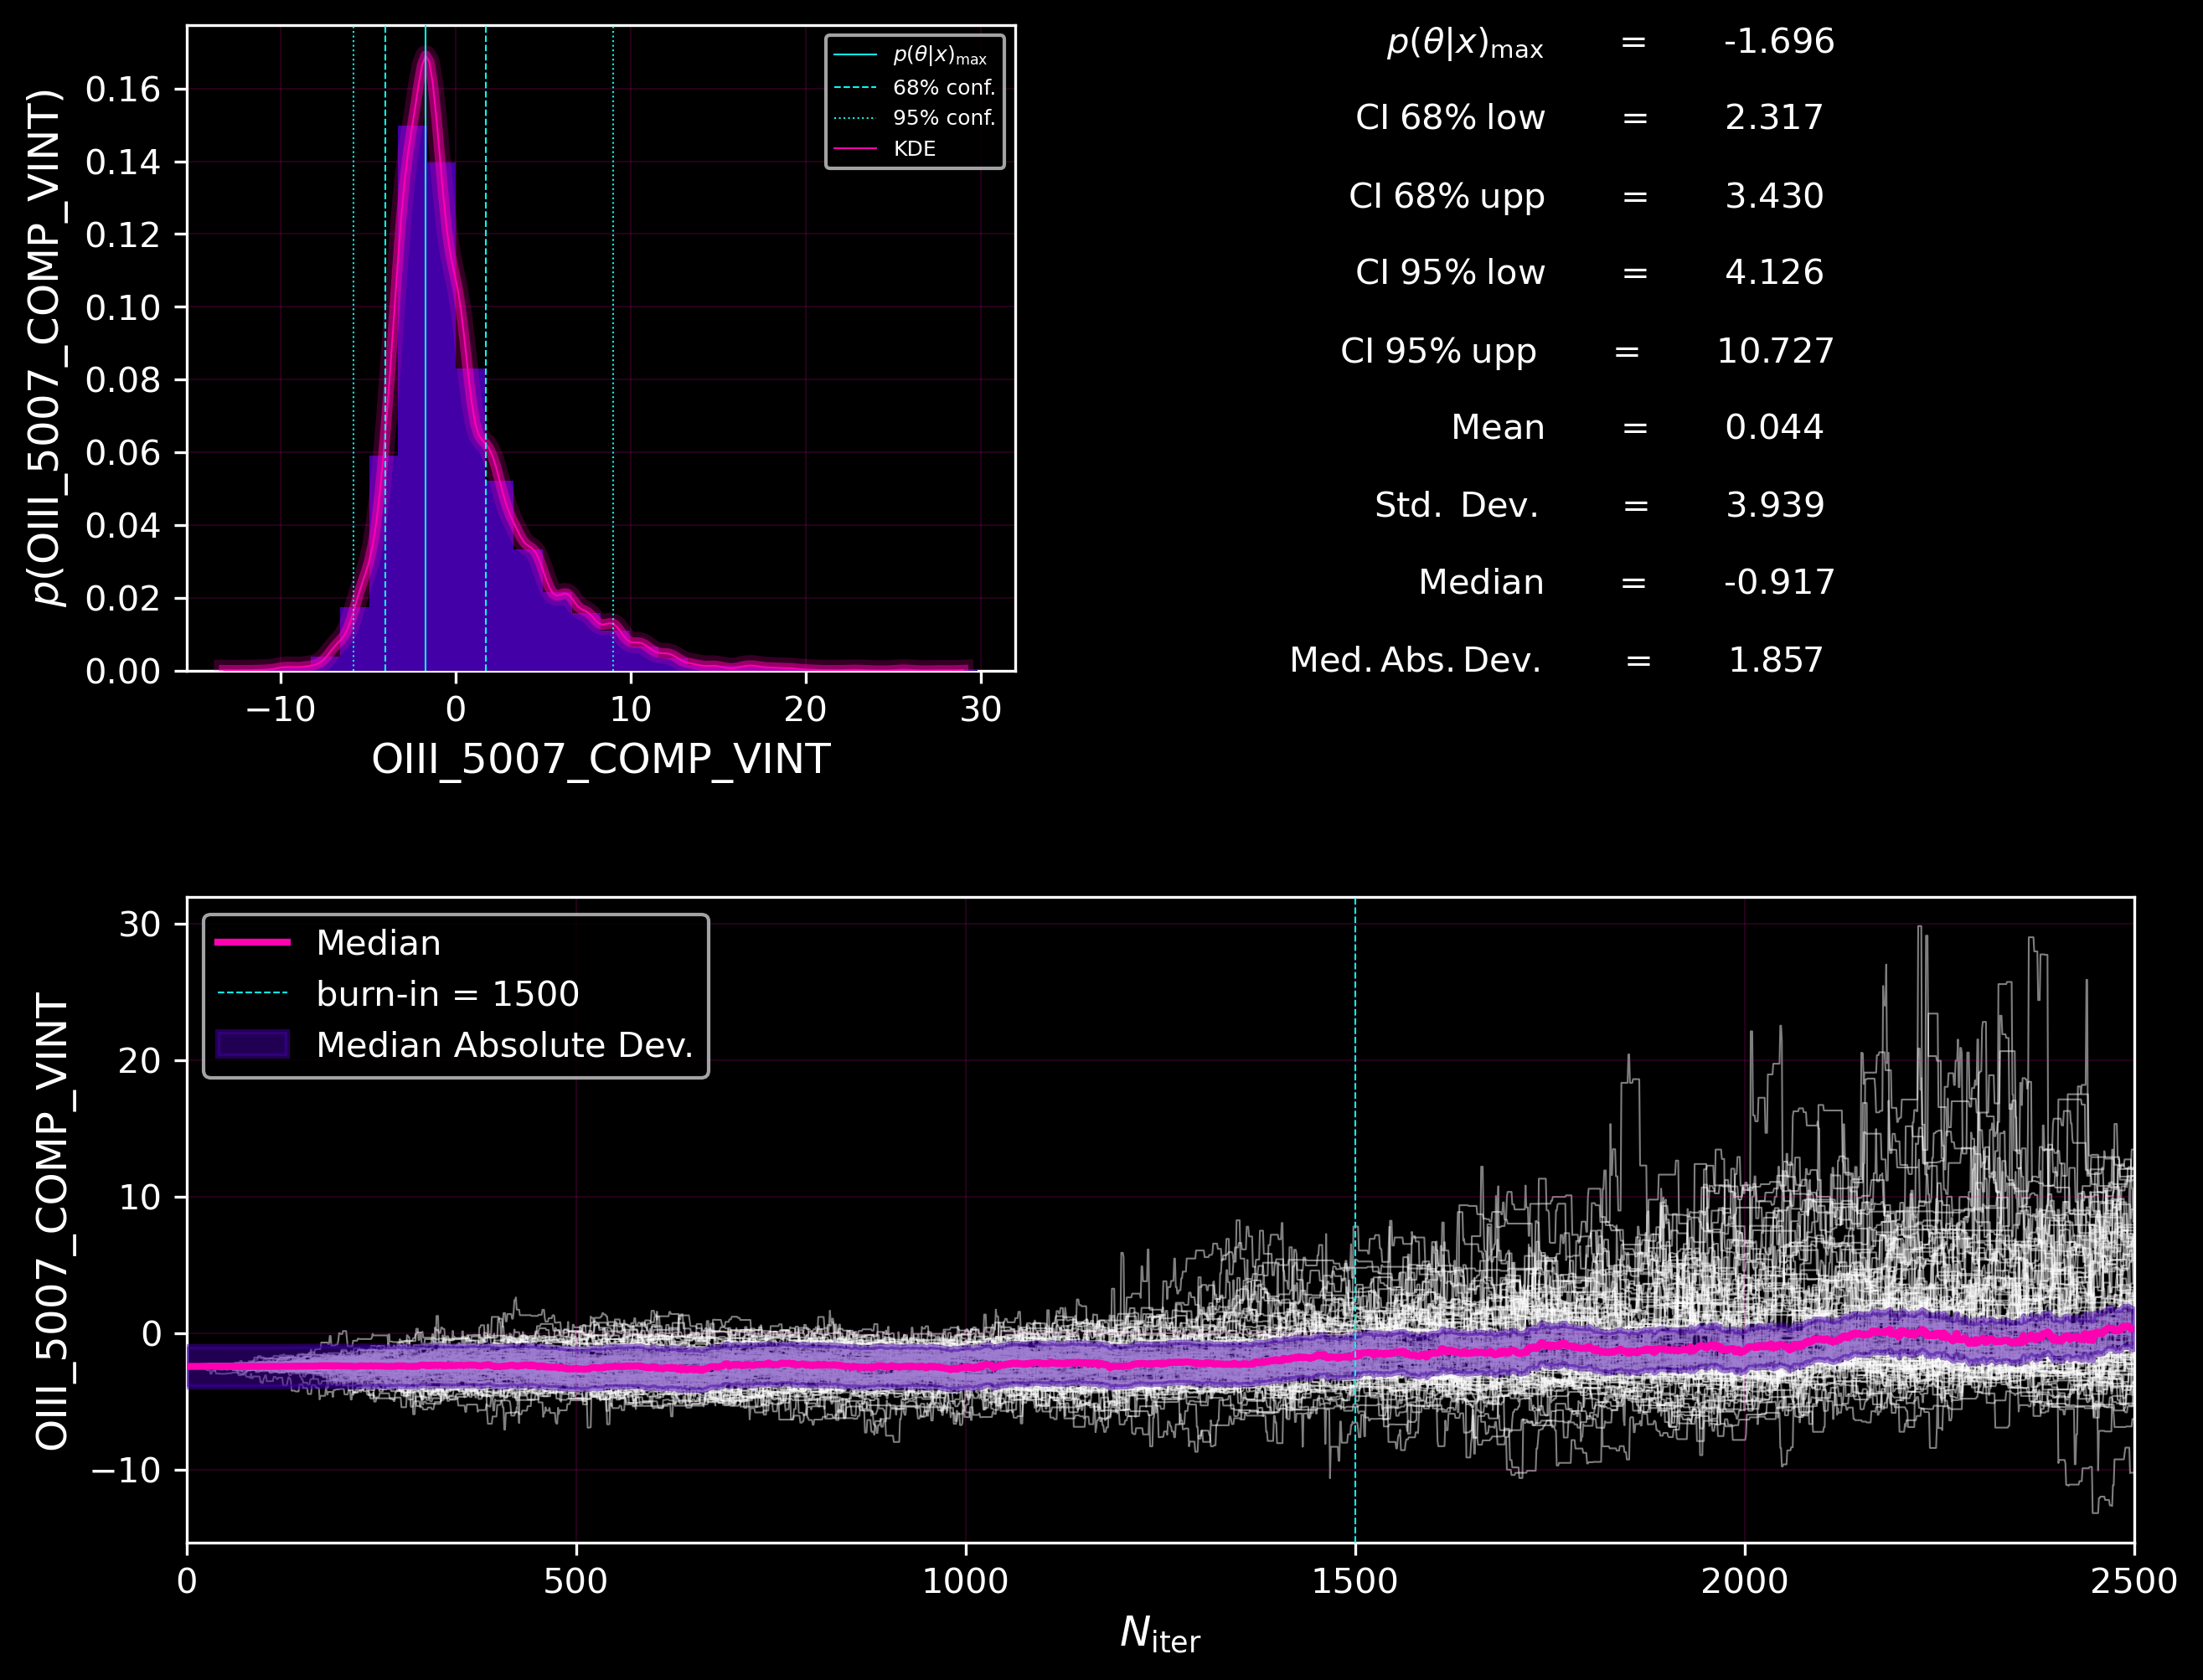 p(OIII_5007_COMP_VINT)
0.16
0.14
0.12
0.10
0.08
0.06
0.04
0.02
0.00
−10 0 10 20 30
OIII_5007_COMP_VINT
p(θ|x)max
68% conf.
95% conf.
KDE
p(θ|x)max = -1.696
CI 68% low = 2.317
CI 68% upp = 3.430
CI 95% low = 4.126
CI 95% upp = 10.727
Mean = 0.044
Std. Dev. = 3.939
Median = -0.917
Med. Abs. Dev. = 1.857
OIII_5007_COMP_VINT
30
20
10
0
−10
Median
burn-in = 1500
Median Absolute Dev.
0 500 1000 1500 2000 2500
Niter